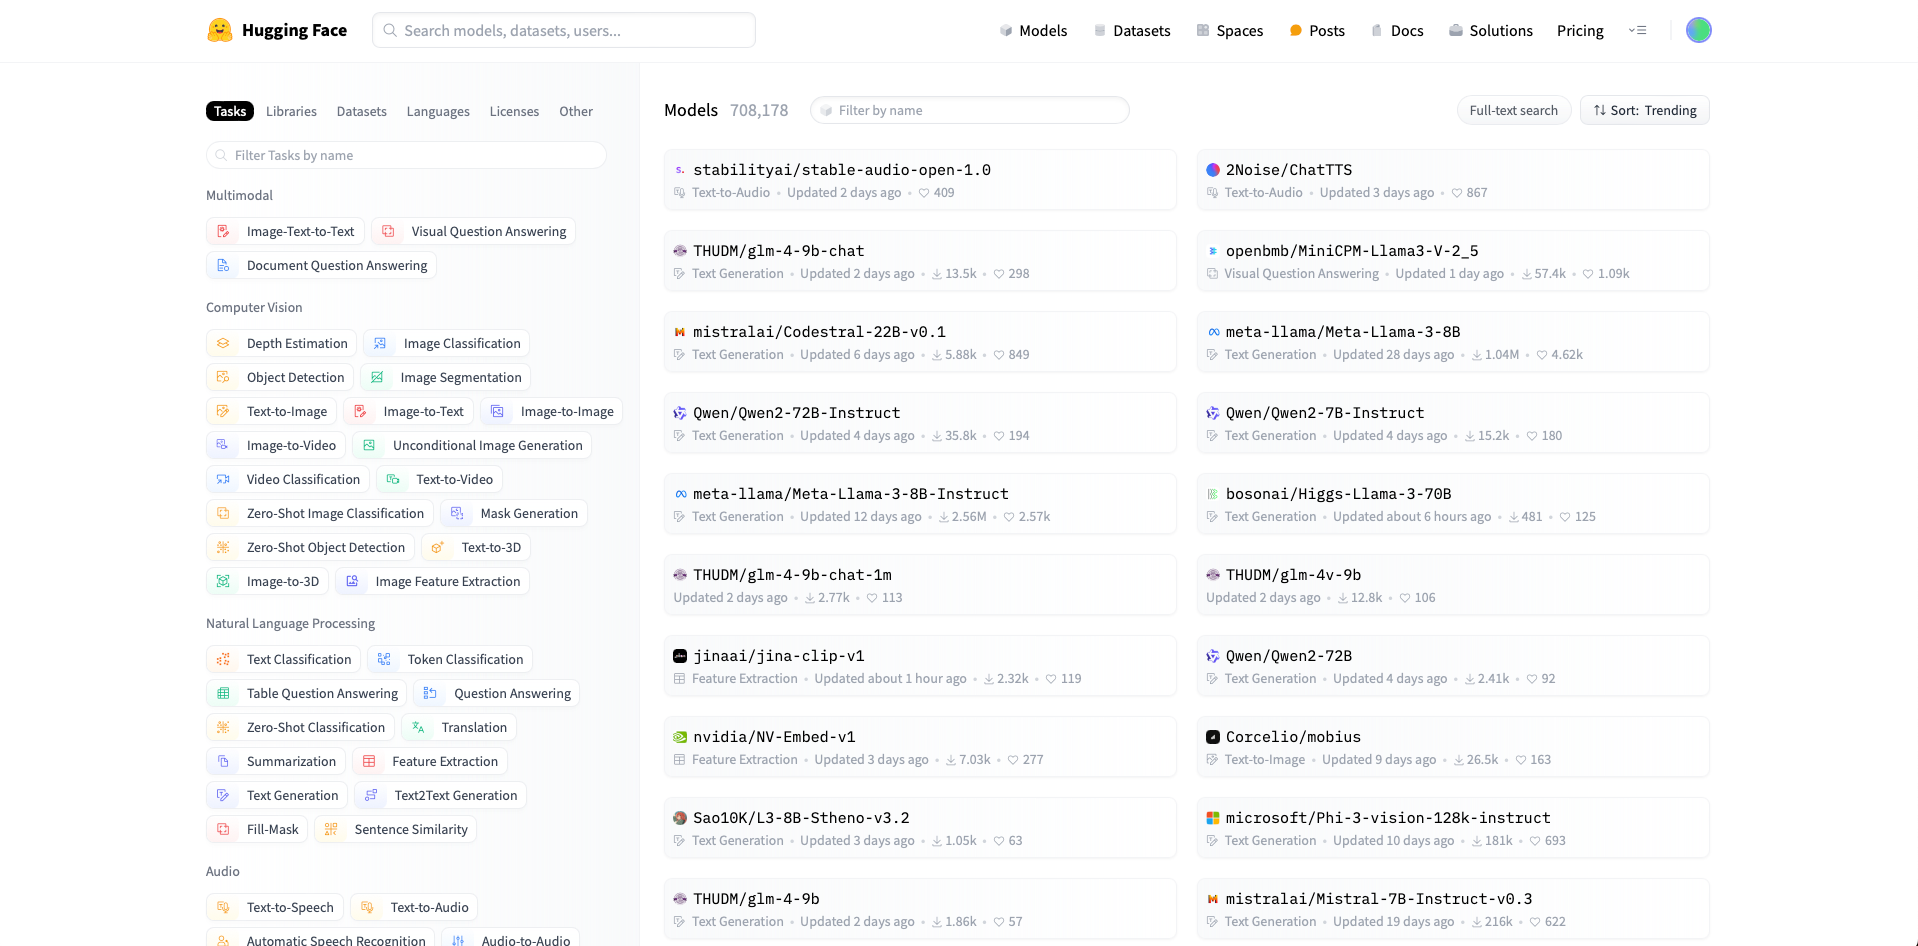 Hugging Face Search models, datasets, users... Models Datasets Spaces Posts Docs Solutions Pricing
Tasks Libraries Datasets Languages Licenses Other
Filter Tasks by name
Multimodal
Image-Text-to-Text Visual Question Answering
Document Question Answering
Computer Vision
Depth Estimation Image Classification
Object Detection Image Segmentation
Text-to-Image Image-to-Text Image-to-Image
Image-to-Video Unconditional Image Generation
Video Classification Text-to-Video
Zero-Shot Image Classification Mask Generation
Zero-Shot Object Detection Text-to-3D
Image-to-3D Image Feature Extraction
Natural Language Processing
Text Classification Token Classification
Table Question Answering Question Answering
Zero-Shot Classification Translation
Summarization Feature Extraction
Text Generation Text2Text Generation
Fill-Mask Sentence Similarity
Audio
Text-to-Speech Text-to-Audio
Automatic Speech Recognition Audio-to-Audio
Models 708,178 Filter by name Full-text search Sort: Trending
stabilityai/stable-audio-open-1.0
Text-to-Audio • Updated 2 days ago • 409
2Noise/ChatTTS
Text-to-Audio • Updated 3 days ago • 867
THUDM/glm-4-9b-chat
Text Generation • Updated 2 days ago • 13.5k • 298
openbmb/MiniCPM-Llama3-V-2_5
Visual Question Answering • Updated 1 day ago • 57.4k • 1.09k
mistralai/Codestral-22B-v0.1
Text Generation • Updated 6 days ago • 5.88k • 849
meta-llama/Meta-Llama-3-8B
Text Generation • Updated 28 days ago • 1.04M • 4.62k
Qwen/Qwen2-72B-Instruct
Text Generation • Updated 4 days ago • 35.8k • 194
Qwen/Qwen2-7B-Instruct
Text Generation • Updated 4 days ago • 15.2k • 180
meta-llama/Meta-Llama-3-8B-Instruct
Text Generation • Updated 12 days ago • 2.56M • 2.57k
bosonai/Higgs-Llama-3-70B
Text Generation • Updated about 6 hours ago • 481 • 125
THUDM/glm-4-9b-chat-1m
Updated 2 days ago • 2.77k • 113
THUDM/glm-4v-9b
Updated 2 days ago • 12.8k • 106
jinaai/jina-clip-v1
Feature Extraction • Updated about 1 hour ago • 2.32k • 119
Qwen/Qwen2-72B
Text Generation • Updated 4 days ago • 2.41k • 92
nvidia/NV-Embed-v1
Feature Extraction • Updated 3 days ago • 7.03k • 277
Corcelio/mobius
Text-to-Image • Updated 9 days ago • 26.5k • 163
Sao10K/L3-8B-Stheno-v3.2
Text Generation • Updated 3 days ago • 1.05k • 63
microsoft/Phi-3-vision-128k-instruct
Text Generation • Updated 10 days ago • 181k • 693
THUDM/glm-4-9b
Text Generation • Updated 2 days ago • 1.86k • 57
mistralai/Mistral-7B-Instruct-v0.3
Text Generation • Updated 19 days ago • 216k • 622